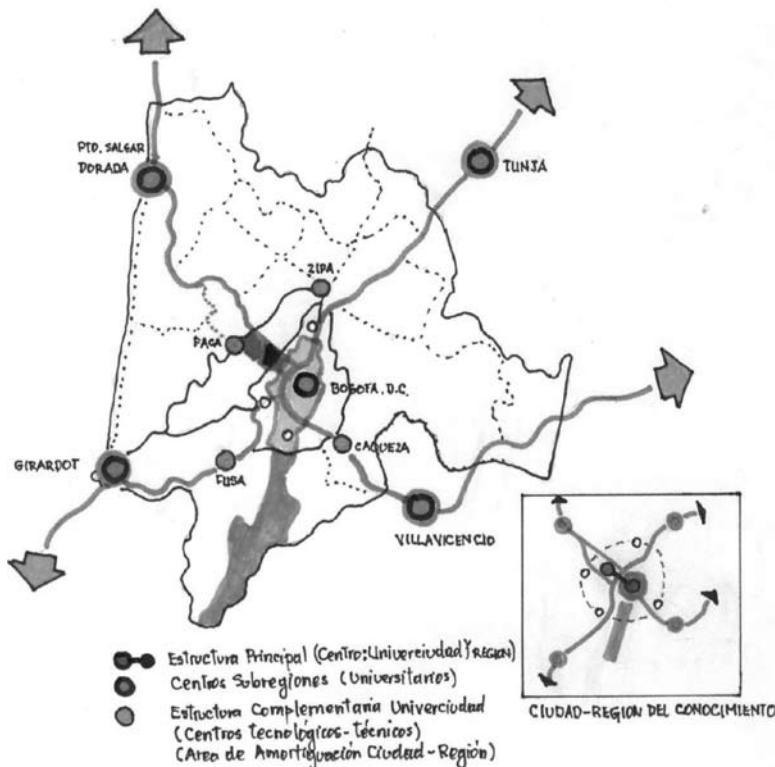 PTO. SALGAR
DORADA
TUNJA
ZIPA
FACA
BOGOTA, D.C.
GIRARDOT
FUSA
CAQUEZA
VILLAVICENCIO
Estructura Principal (Centro: Univerciudad Y REGION)
Centros Subregiones (Universitarios)
Estructura Complementaria Univerciudad
(Centros Tecnológicos-técnicos)
(Area de Amortiguación Ciudad-Región)
CIUDAD-REGION DEL CONOCIMIENTO